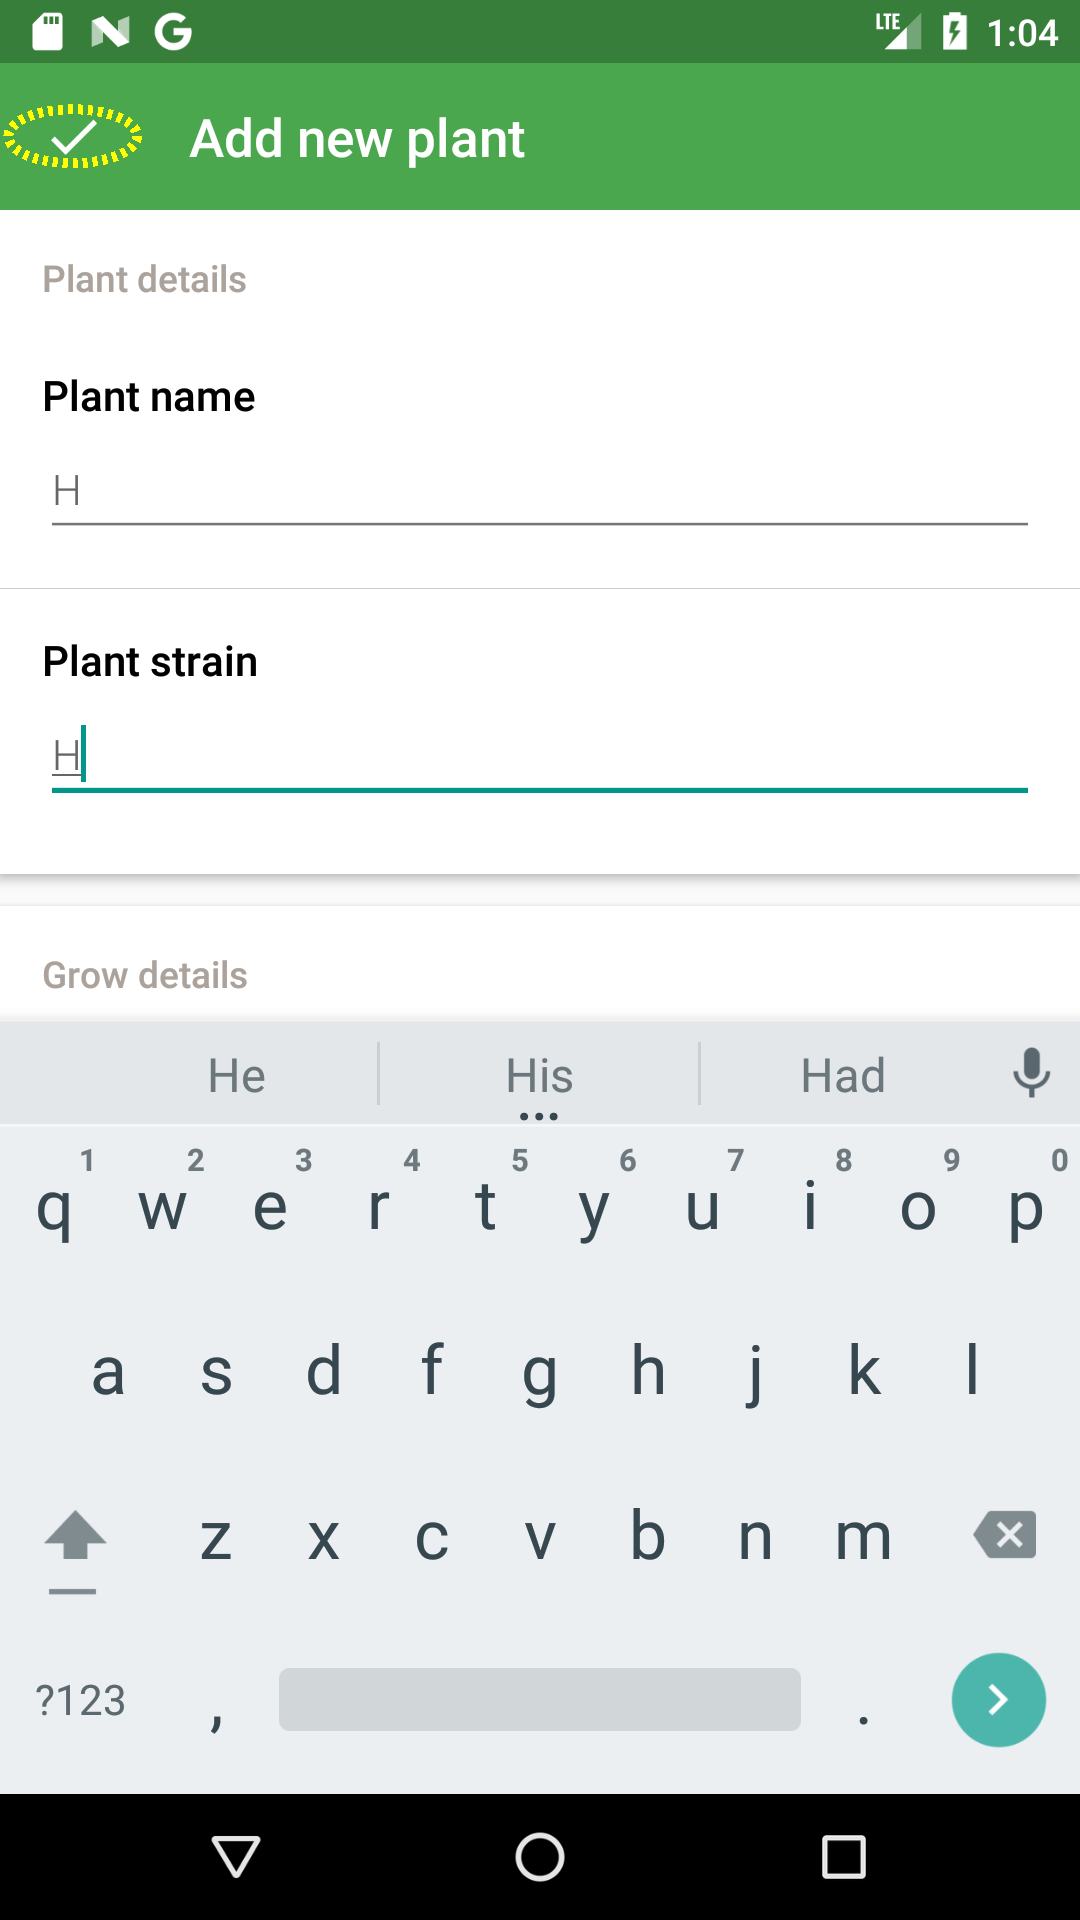 LTE 1:04
Add new plant
Plant details
Plant name
H
Plant strain
H
Grow details
He His Had
1 2 3 4 5 6 7 8 9 0
q w e r t y u i o p
a s d f g h j k l
z x c v b n m
?123 , .